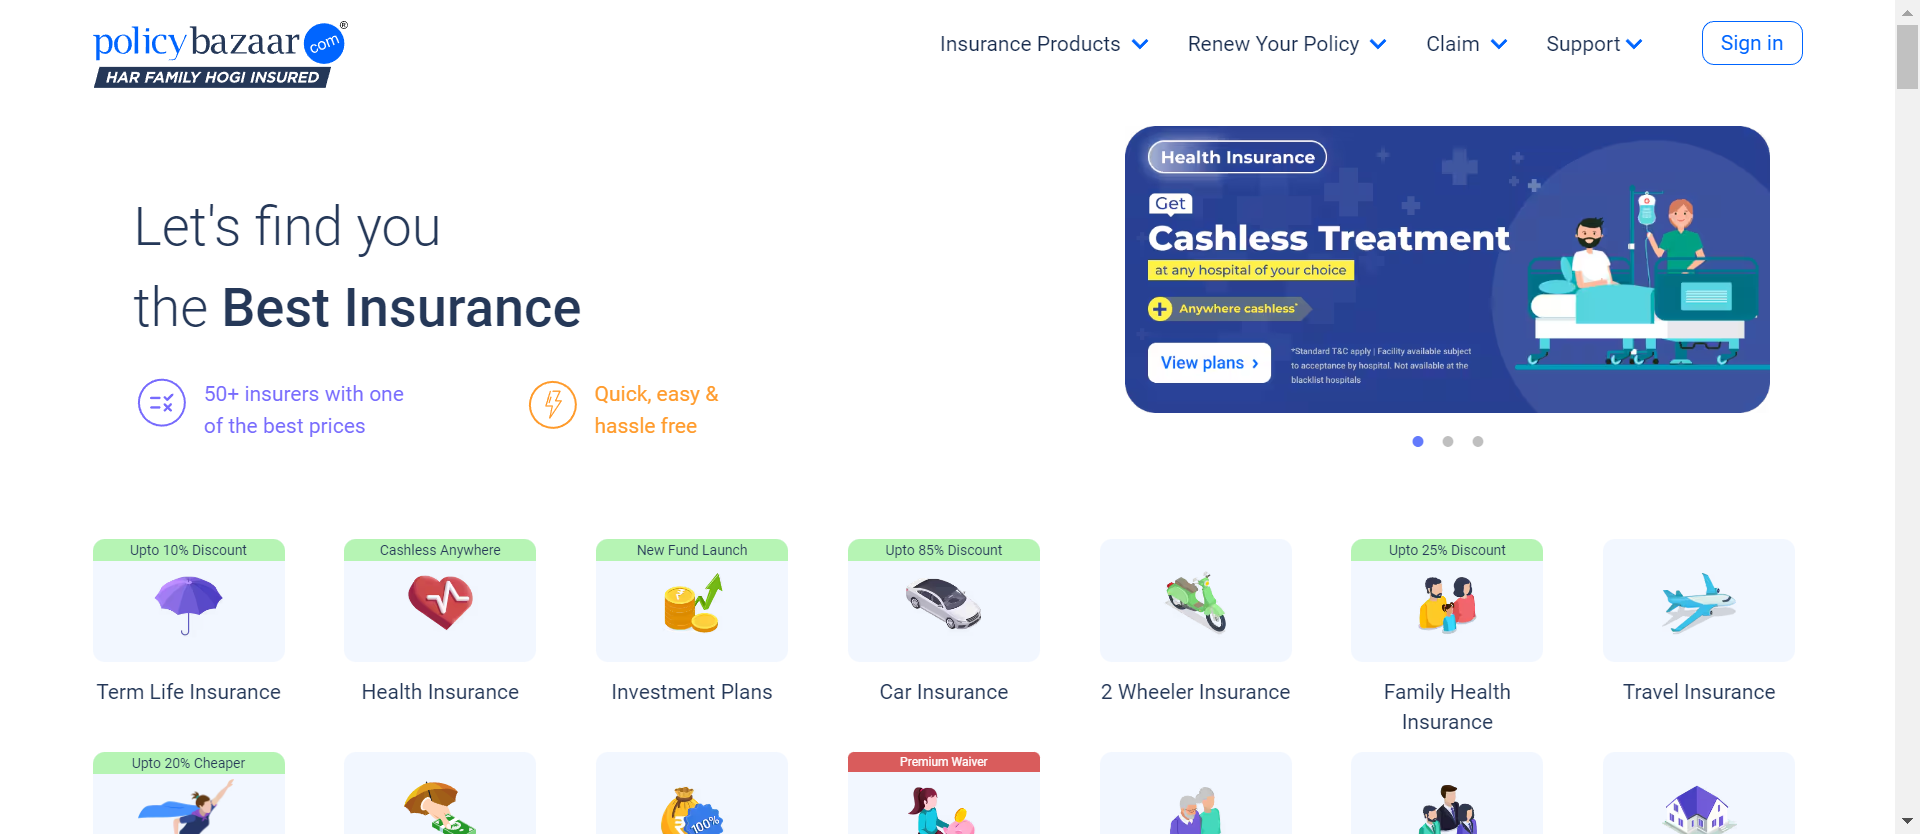 policybazaar.com®
HAR FAMILY HOGI INSURED
Insurance Products
Renew Your Policy
Claim
Support
Sign in
Let's find you
the Best Insurance
50+ insurers with one
of the best prices
Quick, easy &
hassle free
Health Insurance
Get
Cashless Treatment
at any hospital of your choice
Anywhere cashless*
View plans ›
*Standard T&C apply | Facility available subject
to acceptance by hospital. Not available at the
blacklist hospitals
Upto 10% Discount
Term Life Insurance
Cashless Anywhere
Health Insurance
New Fund Launch
Investment Plans
Upto 85% Discount
Car Insurance
2 Wheeler Insurance
Upto 25% Discount
Family Health
Insurance
Travel Insurance
Upto 20% Cheaper
100%
Premium Waiver